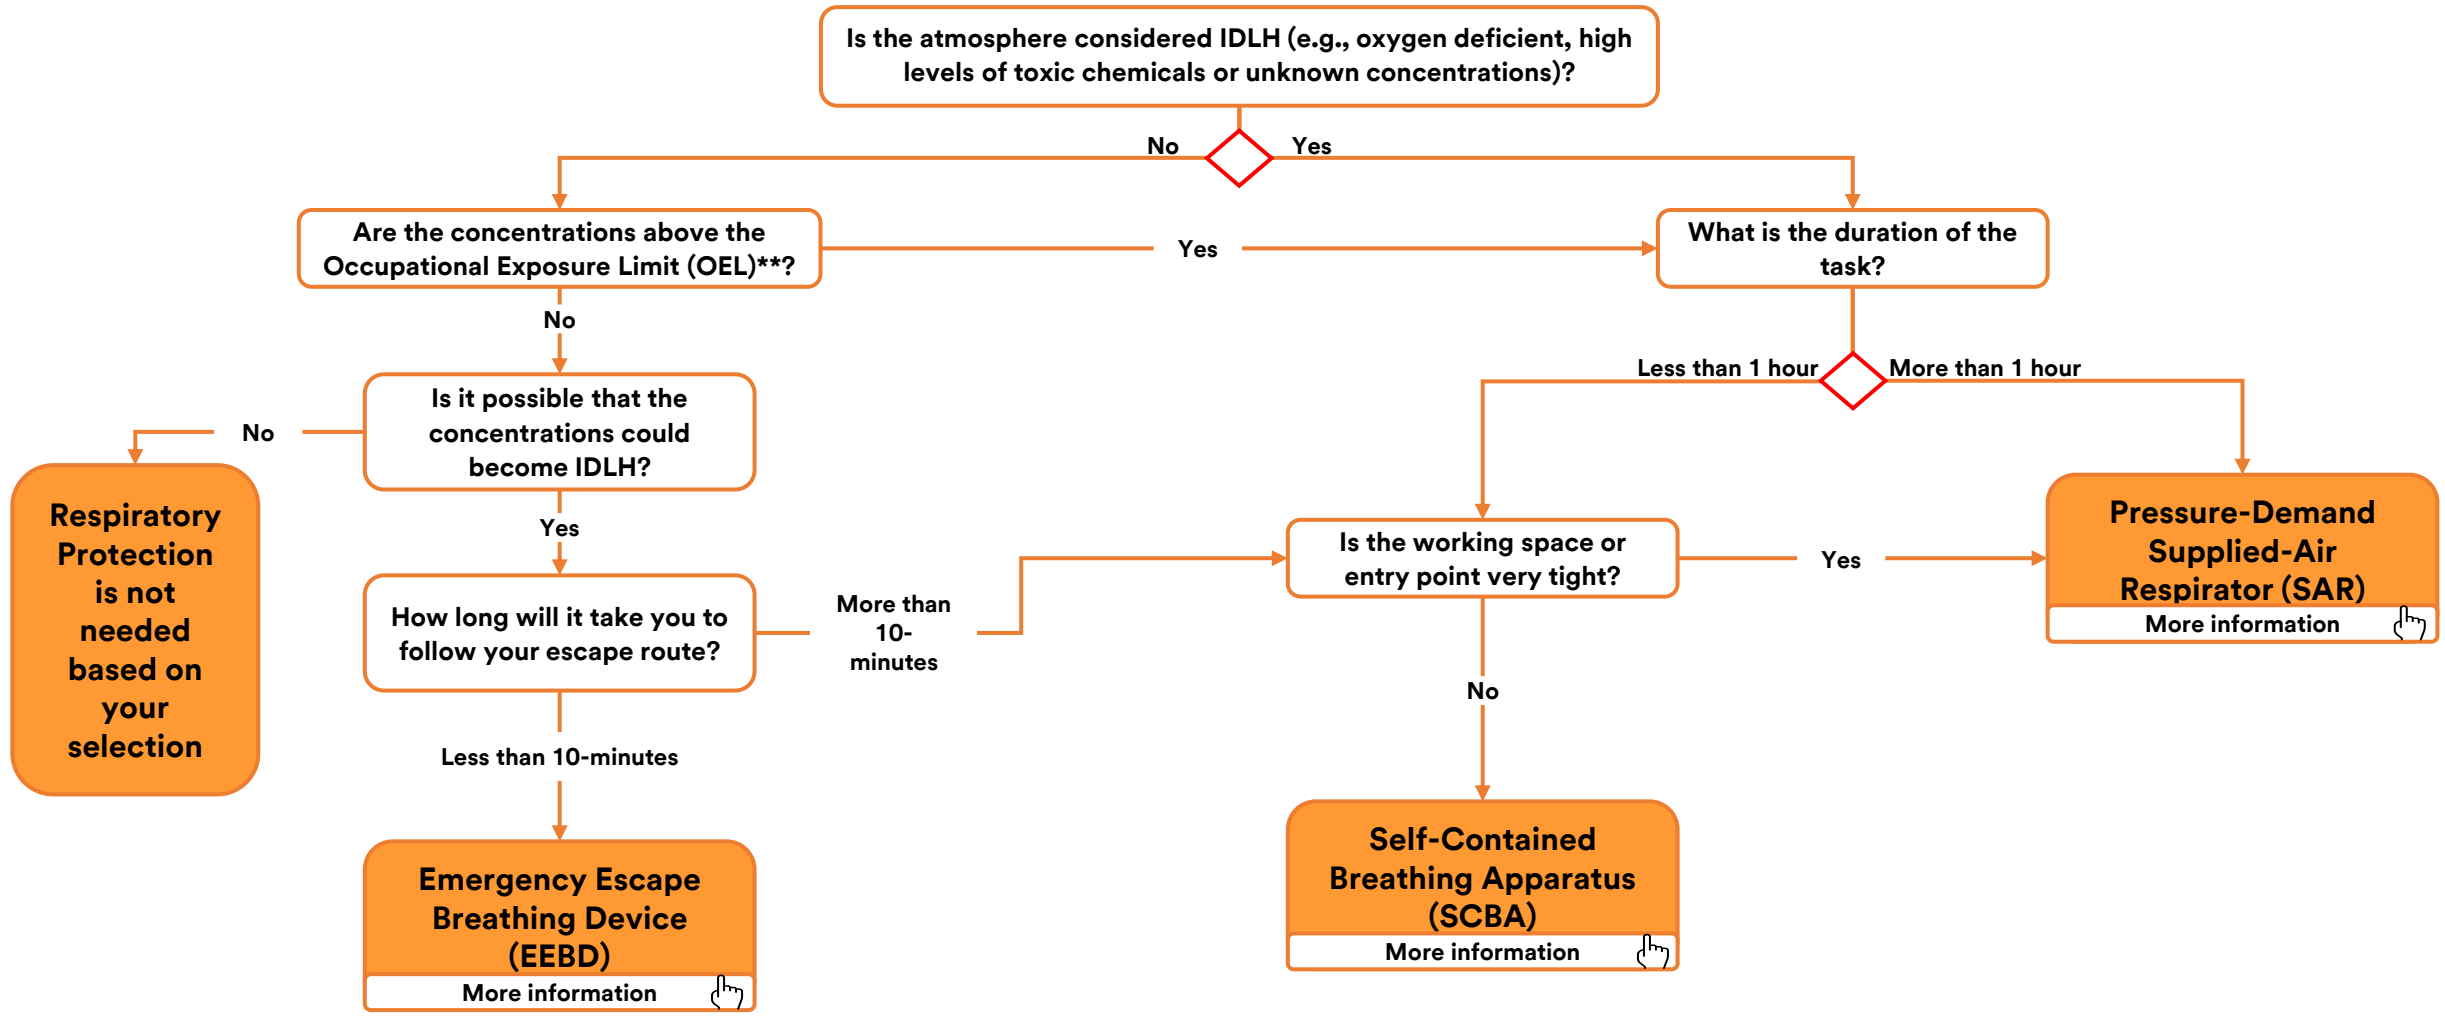 Is the atmosphere considered IDLH (e.g., oxygen deficient, high
levels of toxic chemicals or unknown concentrations)?
No
Yes
Are the concentrations above the
Occupational Exposure Limit (OEL)**?
Yes
What is the duration of the
task?
No
Less than 1 hour
More than 1 hour
Is it possible that the
concentrations could
become IDLH?
No
Respiratory
Protection
is not
needed
based on
your
selection
Yes
How long will it take you to
follow your escape route?
More than
10-
minutes
Is the working space or
entry point very tight?
Yes
Pressure-Demand
Supplied-Air
Respirator (SAR)
More information
No
Less than 10-minutes
Self-Contained
Breathing Apparatus
(SCBA)
More information
Emergency Escape
Breathing Device
(EEBD)
More information